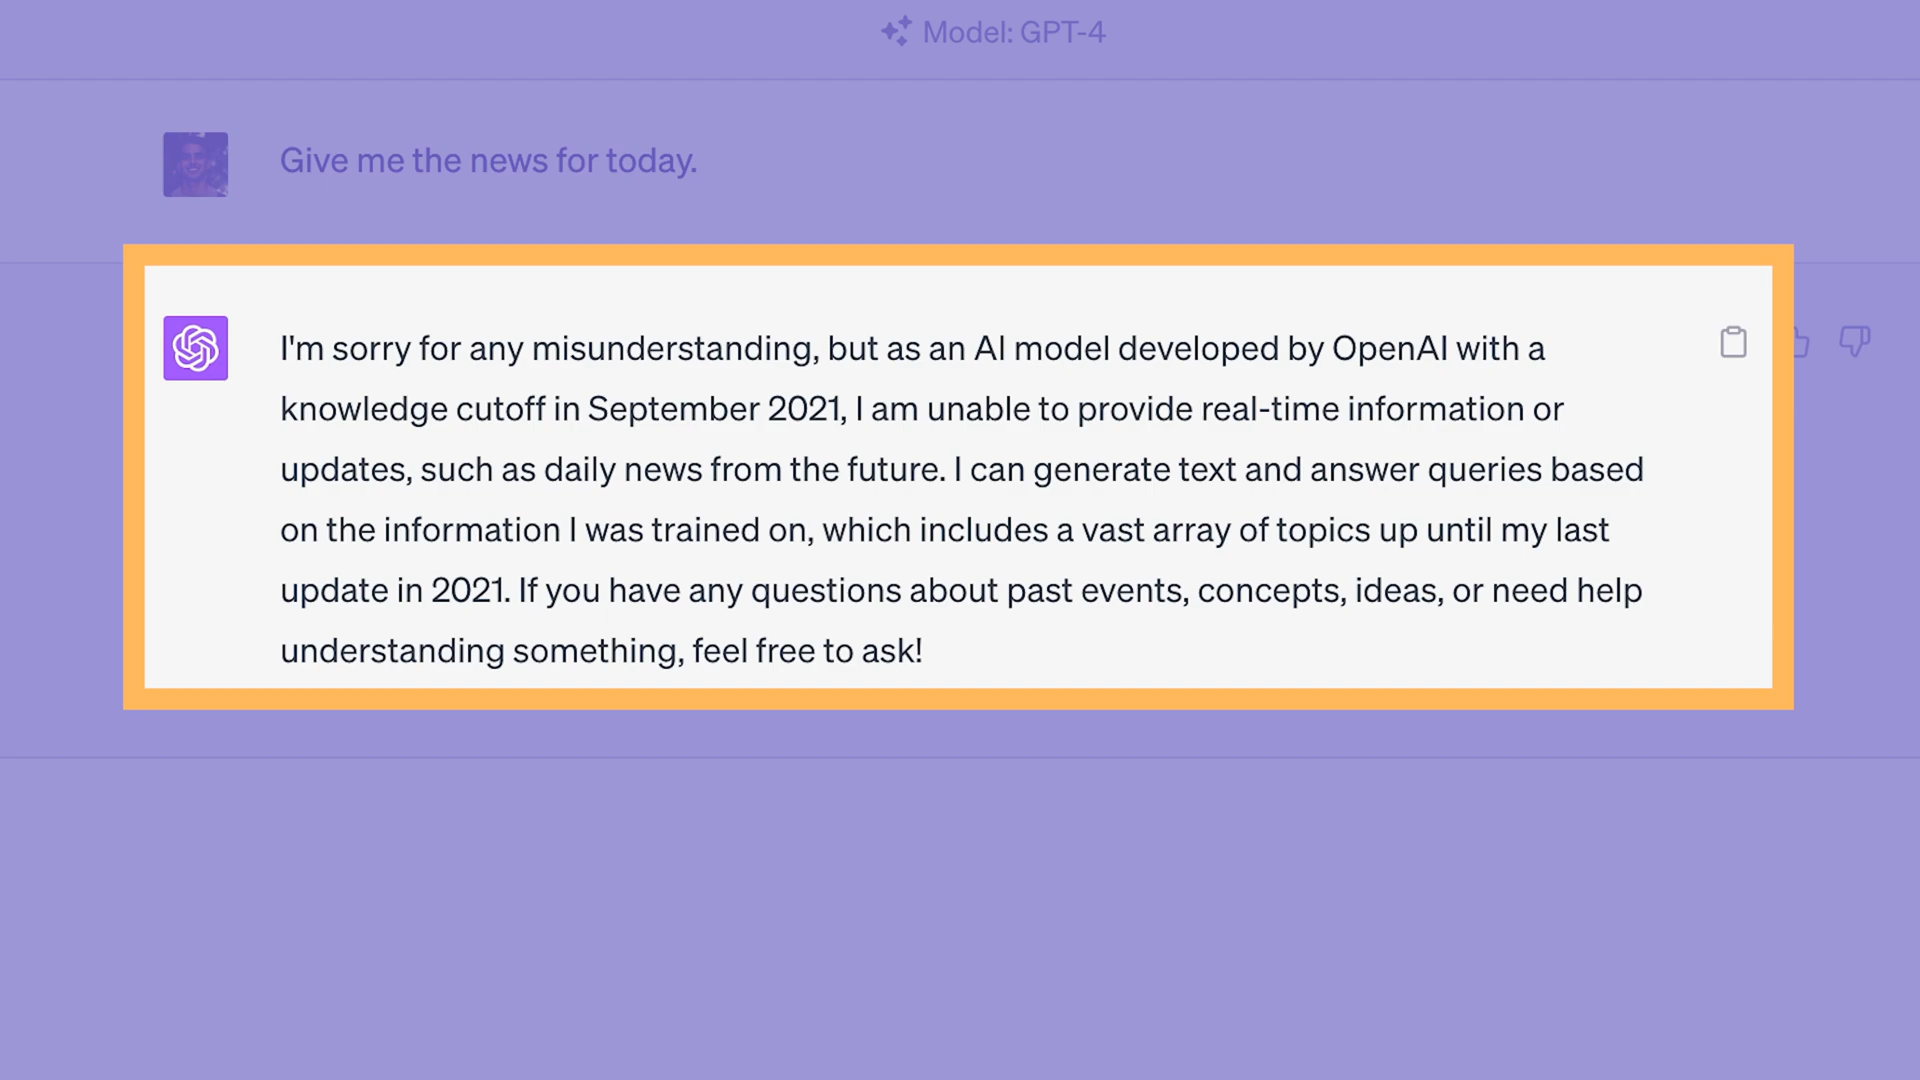 Model: GPT-4
Give me the news for today.
I'm sorry for any misunderstanding, but as an AI model developed by OpenAI with a
knowledge cutoff in September 2021, I am unable to provide real-time information or
updates, such as daily news from the future. I can generate text and answer queries based
on the information I was trained on, which includes a vast array of topics up until my last
update in 2021. If you have any questions about past events, concepts, ideas, or need help
understanding something, feel free to ask!